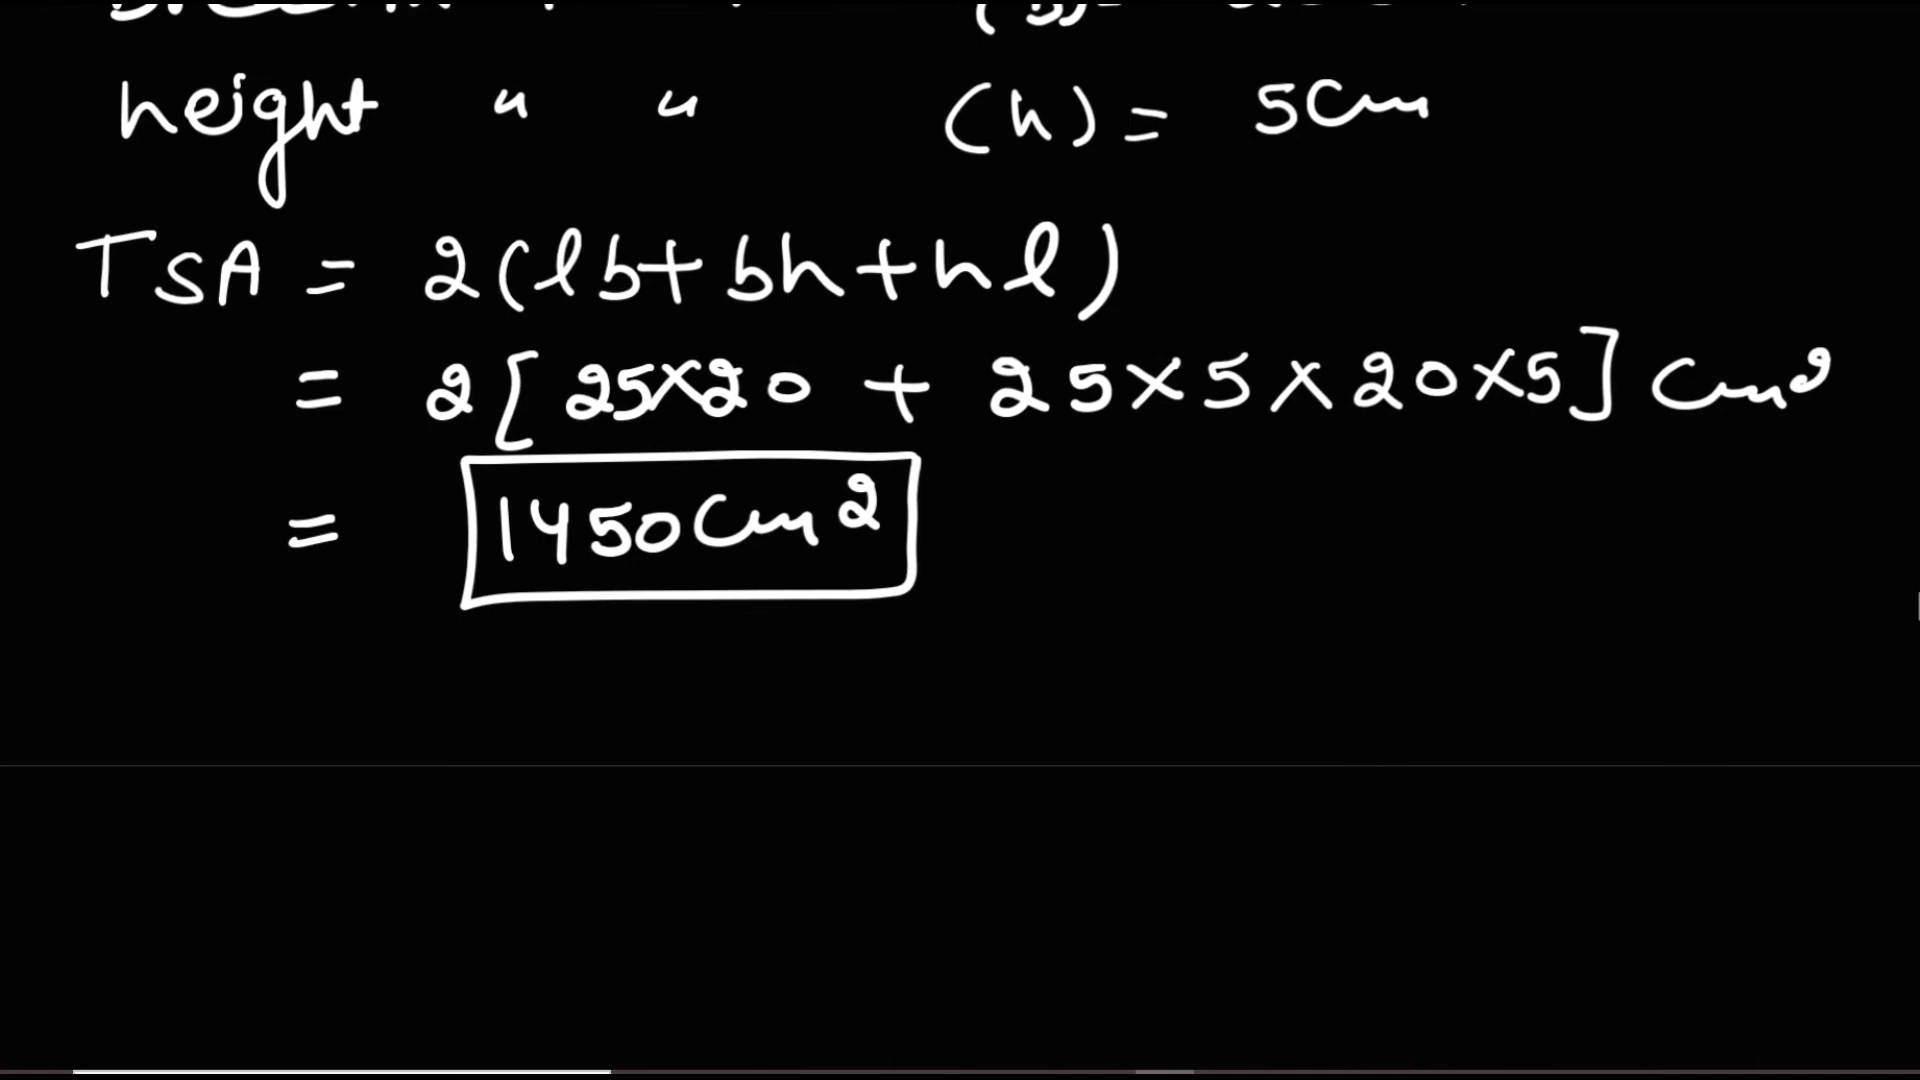 height " " (h) = 5cm
TSA = 2(lb+bh+hl)
= 2[25×20 + 25×5×20×5] cm²
= 1450cm²